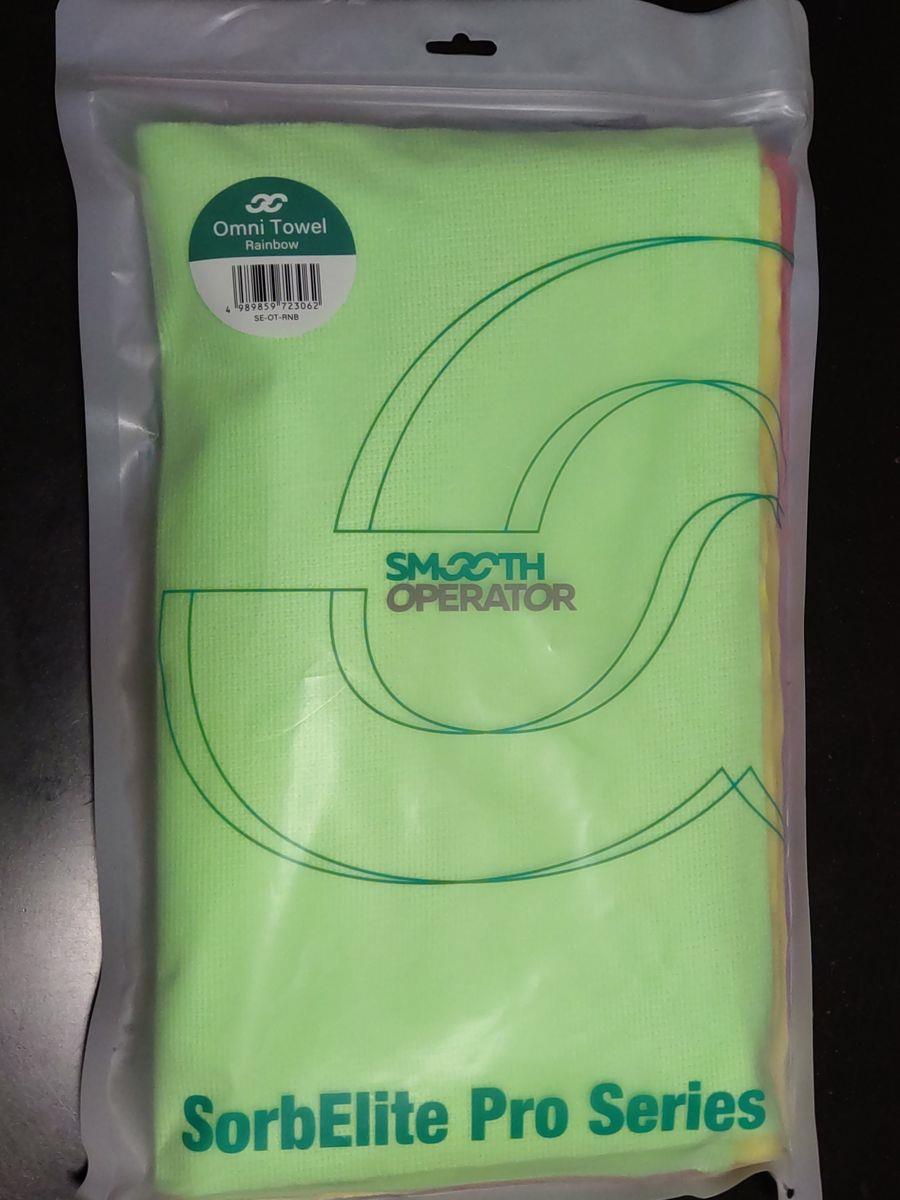 Omni Towel
Rainbow
4 989859 723062
SE-OT-RNB
SMOOTH
OPERATOR
SorbElite Pro Series